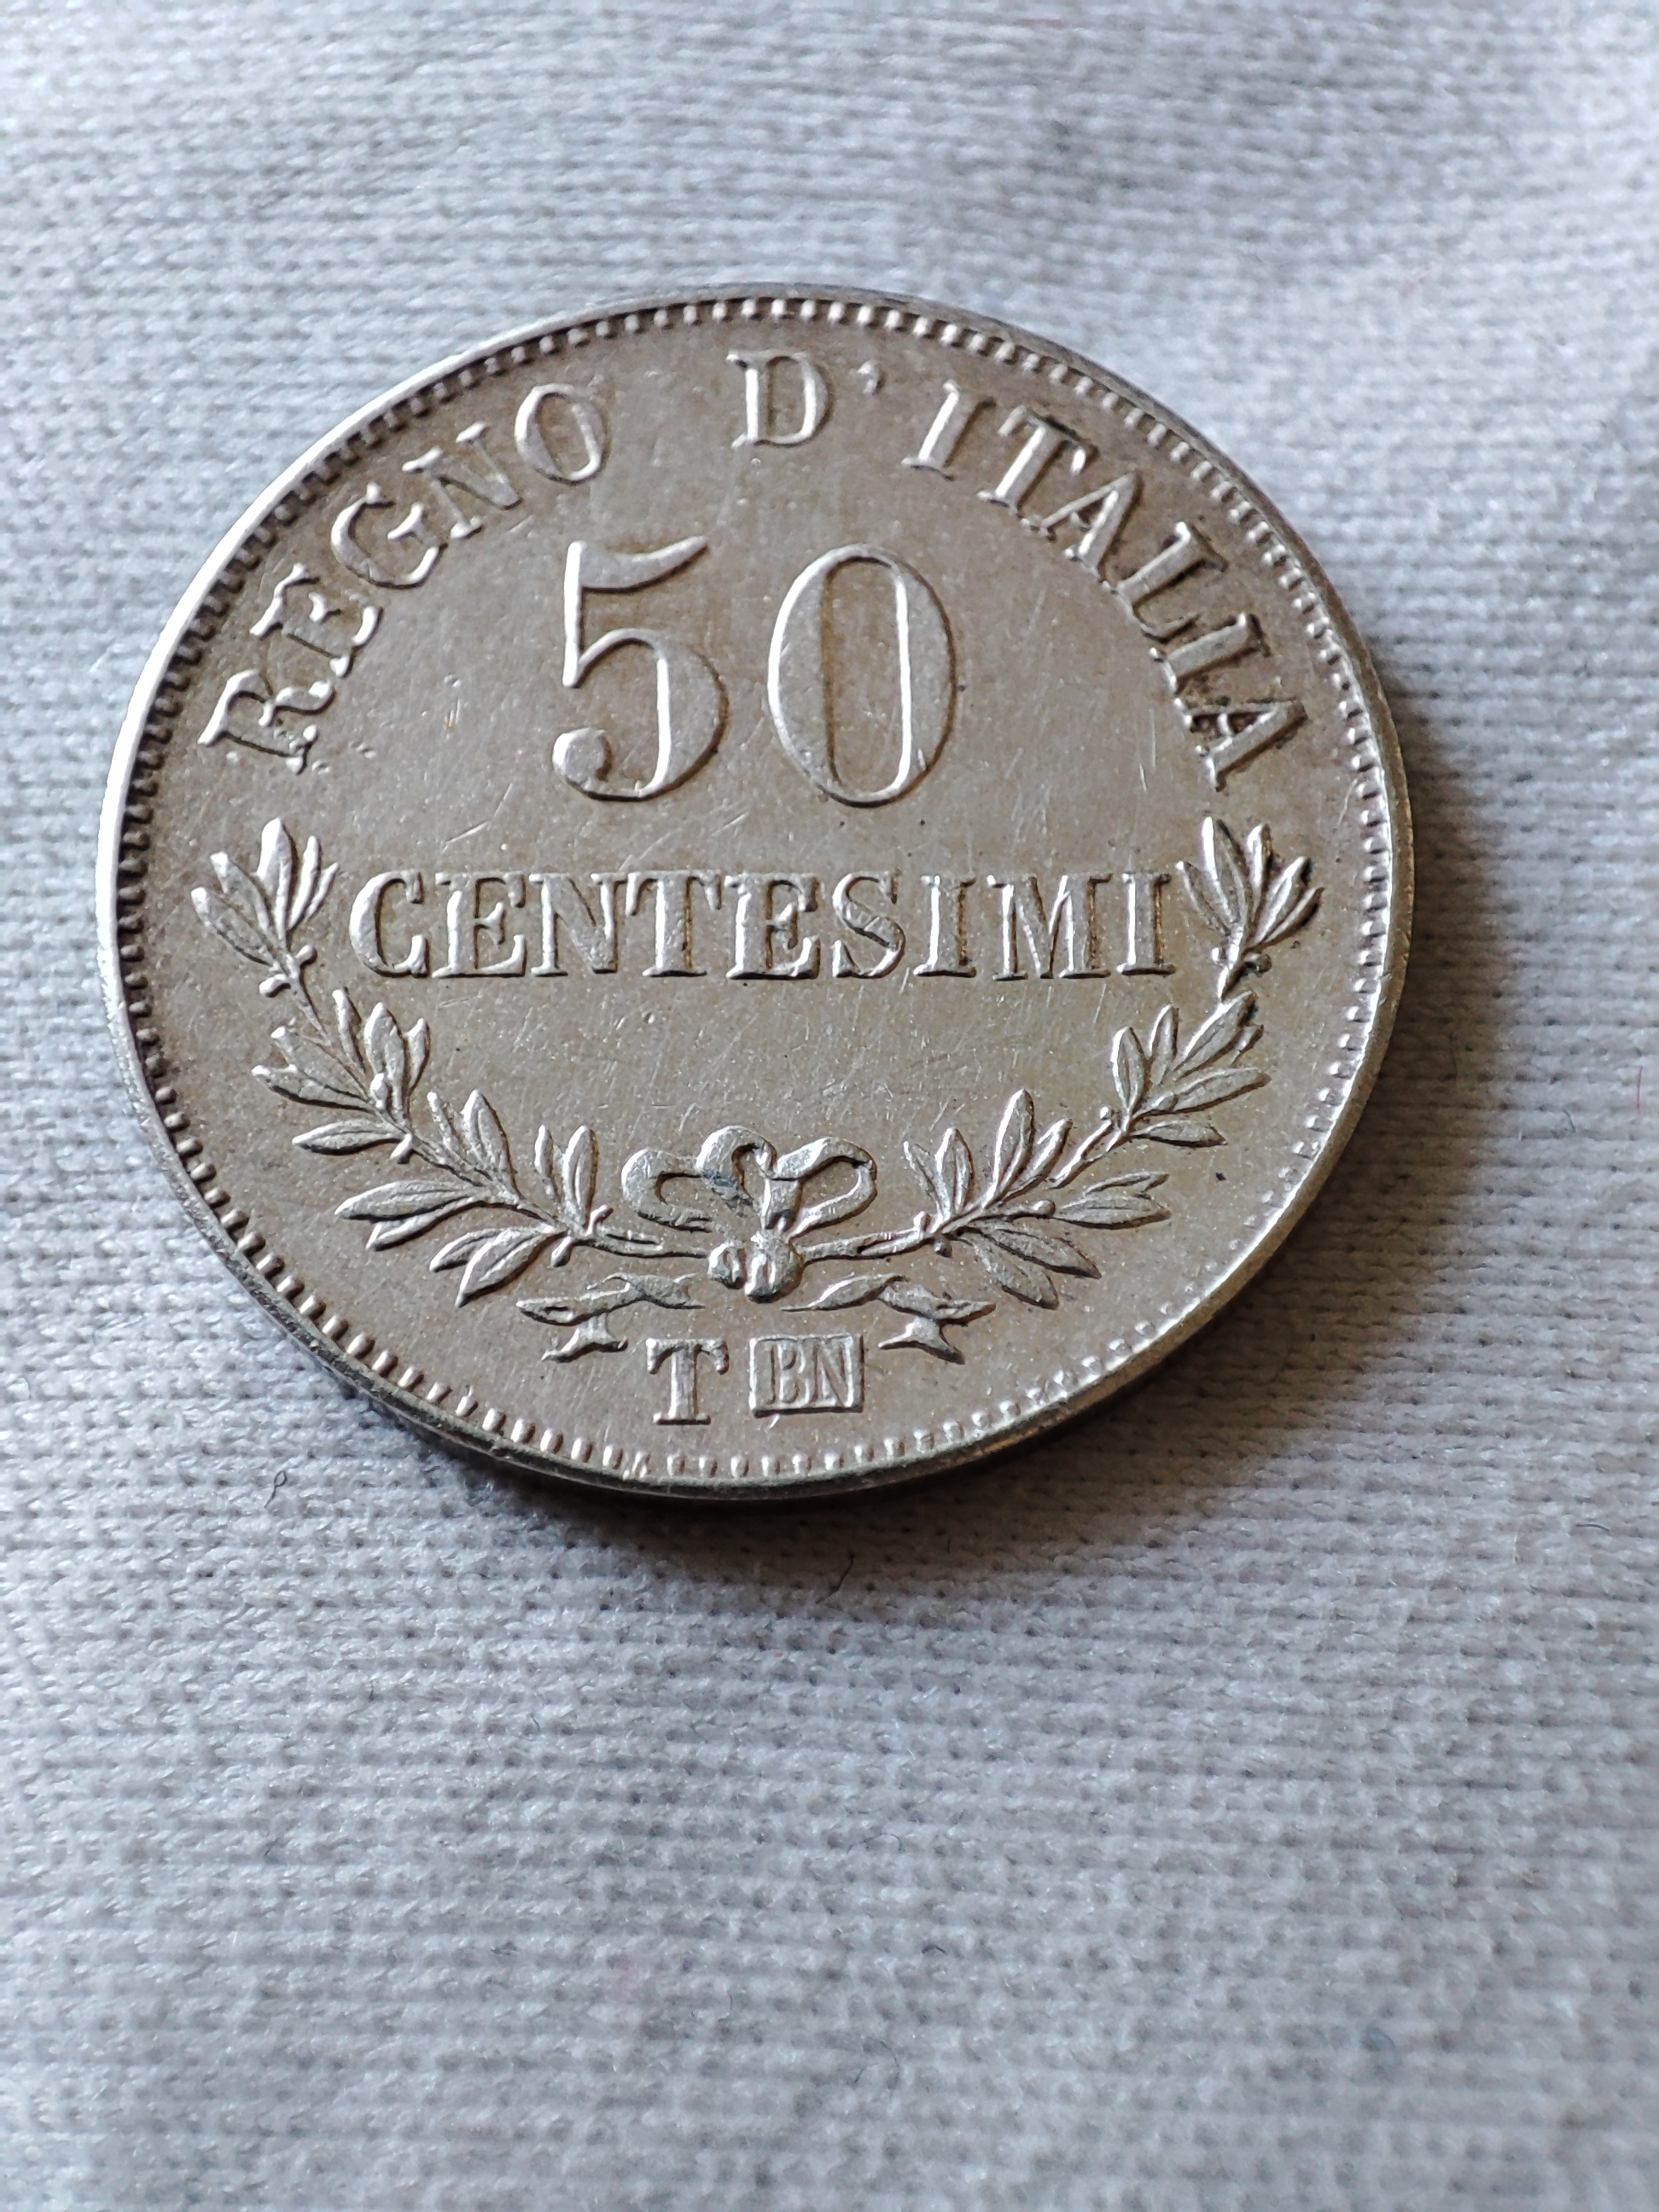 REGNO D'ITALIA
50
CENTESIMI
T BN